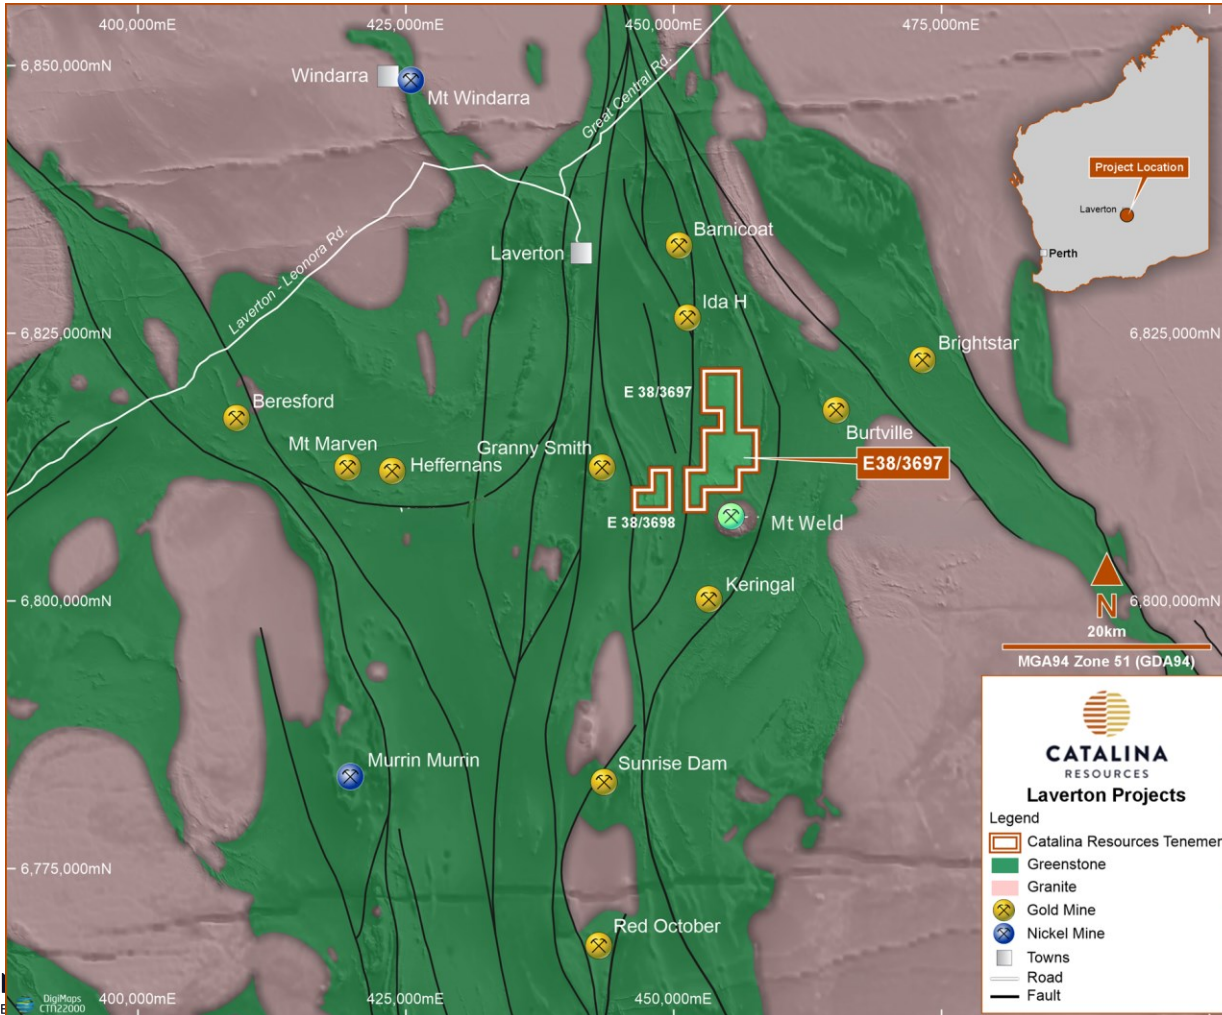 400,000mE
425,000mE
450,000mE
475,000mE
6,850,000mN
Windarra
Mt Windarra
Great Central Rd.
Project Location
Laverton
Perth
Laverton - Leonora Rd.
Laverton
Barnicoat
Ida H
6,825,000mN
6,825,000mN
Brightstar
E 38/3697
Beresford
Burtville
Mt Marven
Heffernans
Granny Smith
E38/3697
E 38/3698
Mt Weld
Keringal
6,800,000mN
6,800,000mN
N
20km
MGA94 Zone 51 (GDA94)
Murrin Murrin
Sunrise Dam
CATALINA
RESOURCES
Laverton Projects
Legend
Catalina Resources Tenemen
Greenstone
Granite
Gold Mine
Nickel Mine
Towns
Road
Fault
6,775,000mN
Red October
DigiMaps
CTN22000
400,000mE
425,000mE
450,000mE